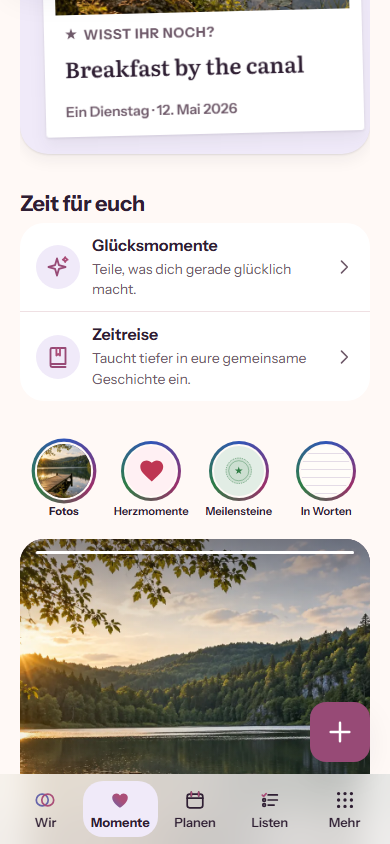 ★ WISST IHR NOCH?
Breakfast by the canal
Ein Dienstag · 12. Mai 2026
Zeit für euch
Glücksmomente
Teile, was dich gerade glücklich
macht.
Zeitreise
Taucht tiefer in eure gemeinsame
Geschichte ein.
Fotos Herzmomente Meilensteine In Worten
Wir Momente Planen Listen Mehr